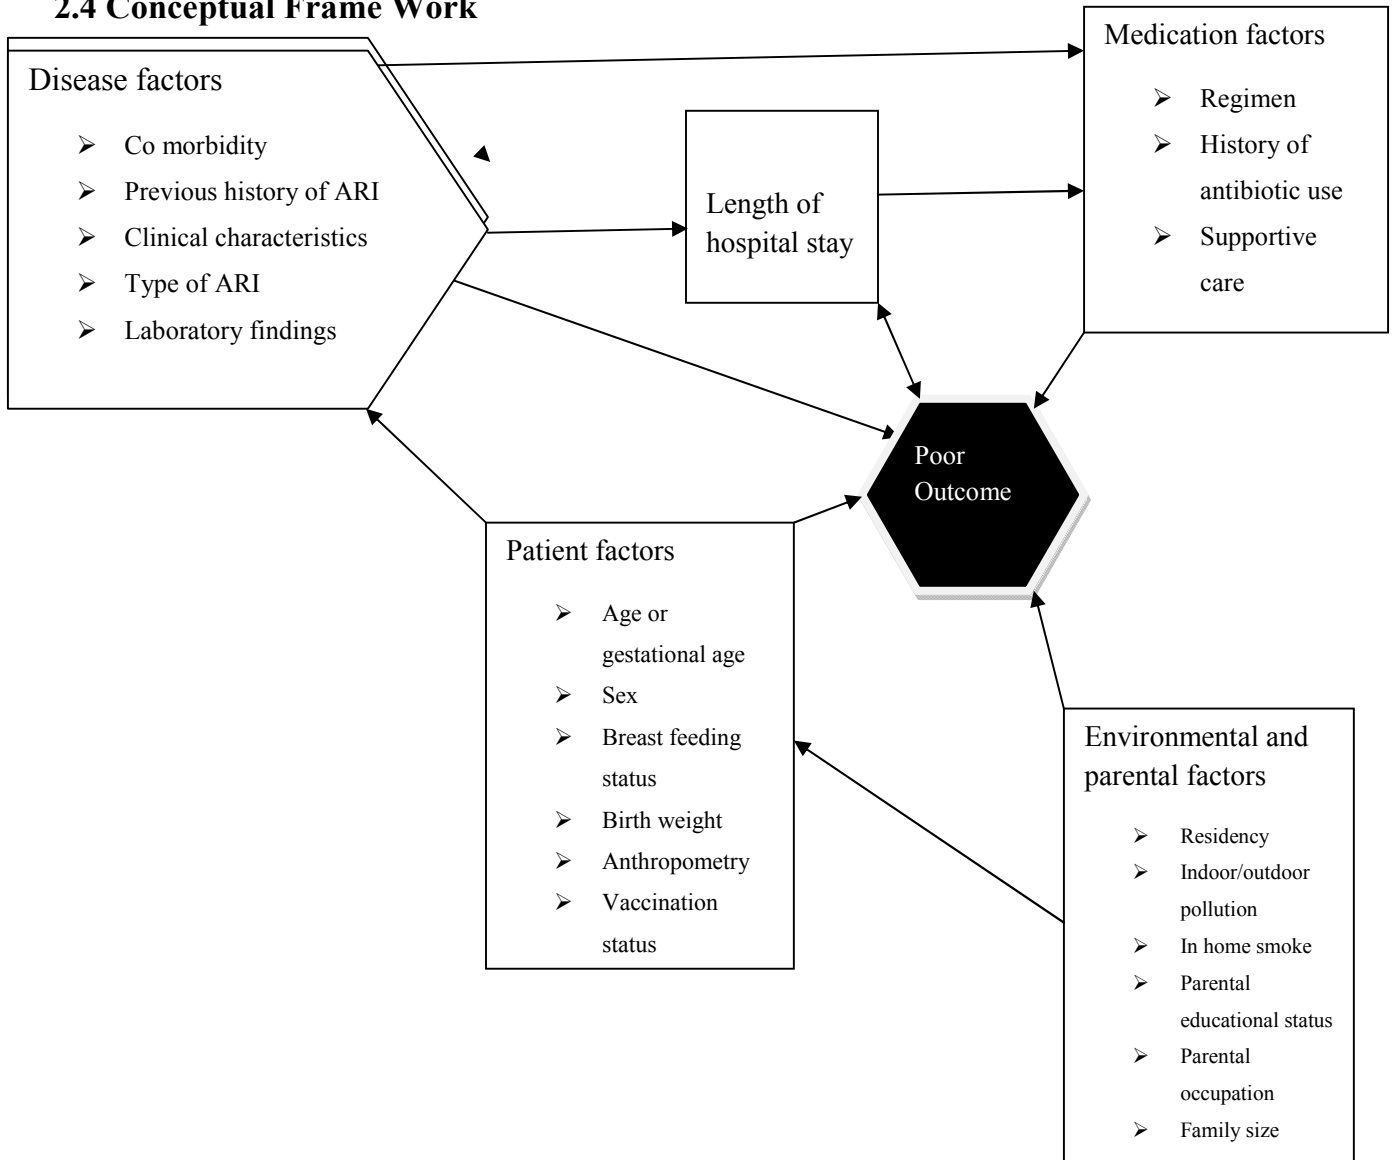 2.4 Conceptual Frame Work
Disease factors
➢ Co morbidity
➢ Previous history of ARI
➢ Clinical characteristics
➢ Type of ARI
➢ Laboratory findings
Length of
hospital stay
Medication factors
➢ Regimen
➢ History of
antibiotic use
➢ Supportive
care
Poor
Outcome
Patient factors
➢ Age or
gestational age
➢ Sex
➢ Breast feeding
status
➢ Birth weight
➢ Anthropometry
➢ Vaccination
status
Environmental and
parental factors
➢ Residency
➢ Indoor/outdoor
pollution
➢ In home smoke
➢ Parental
educational status
➢ Parental
occupation
➢ Family size